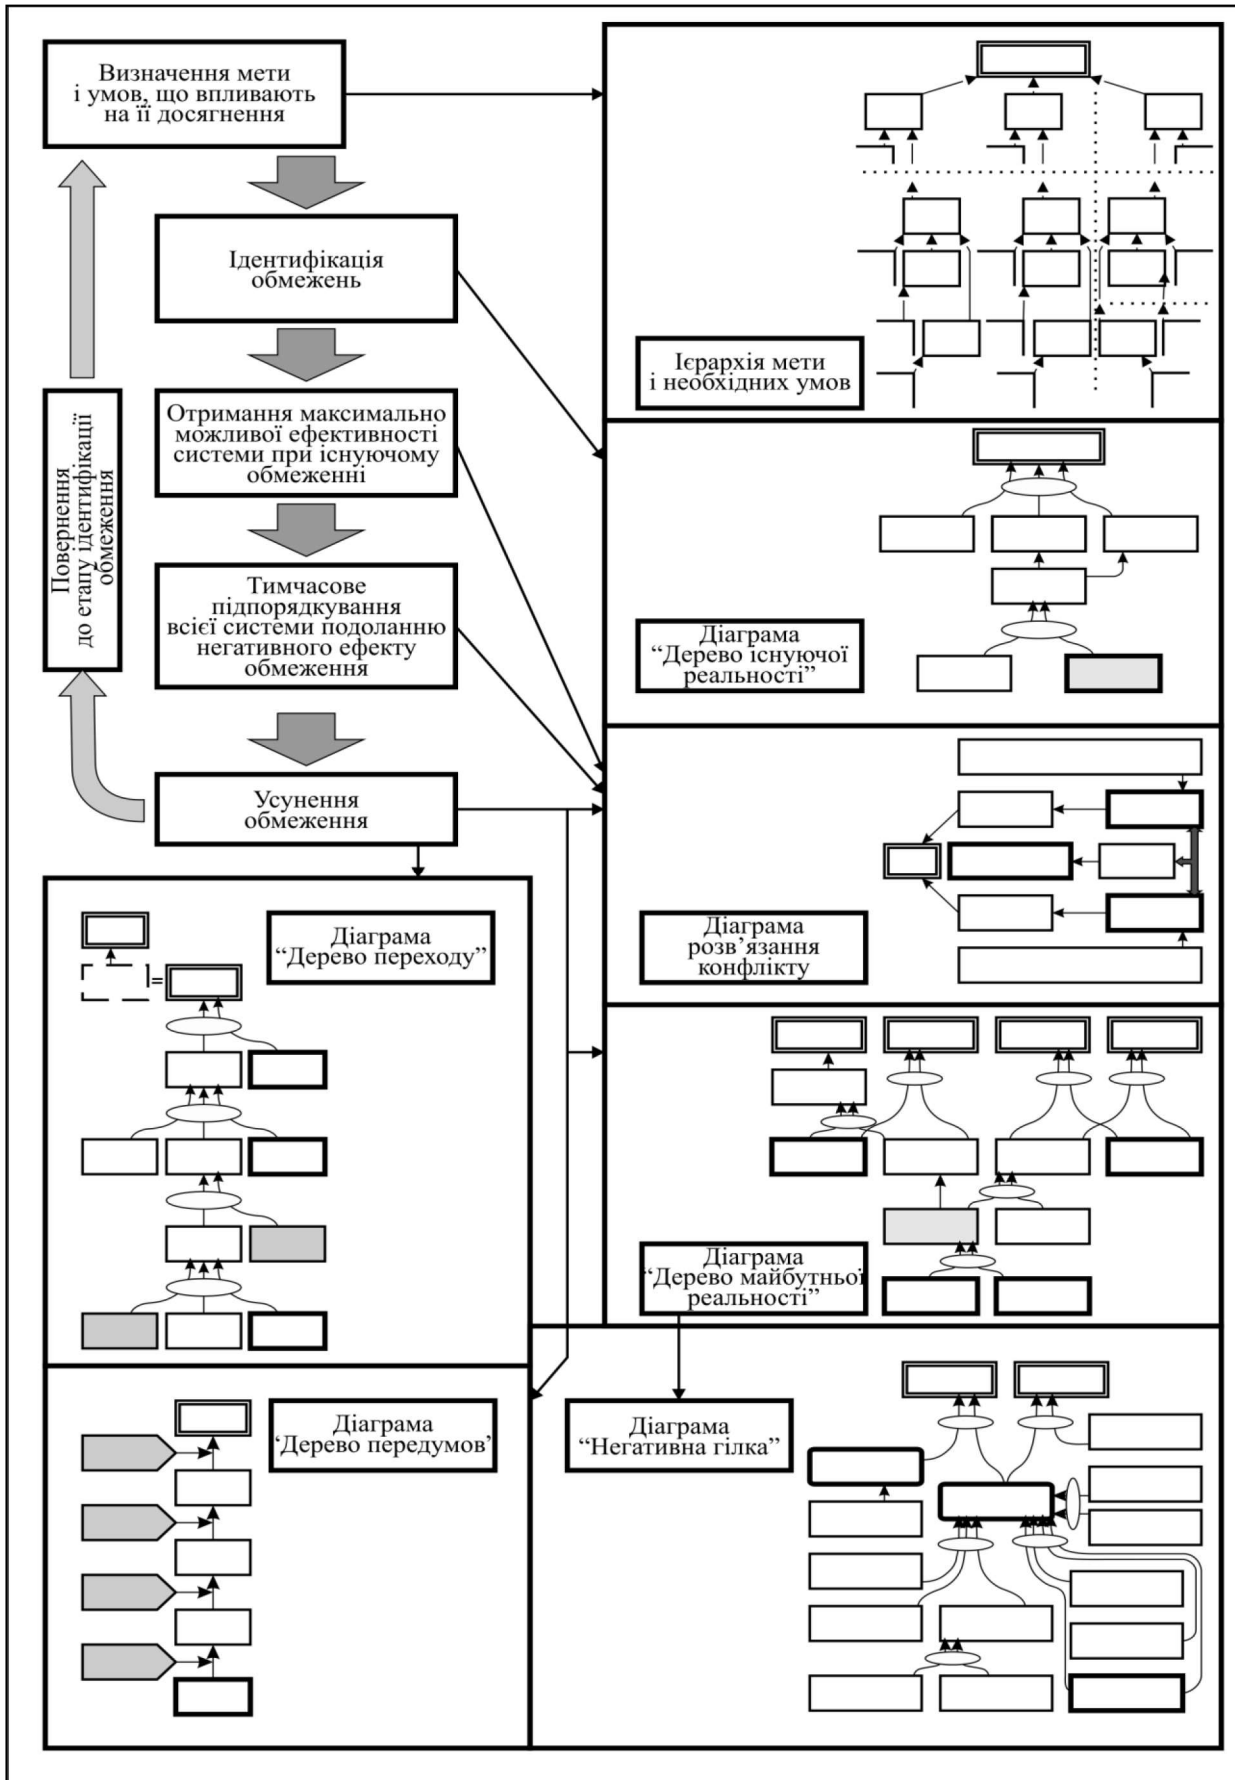 Визначення мети
і умов, що впливають
на її досягнення
Ідентифікація
обмежень
Отримання максимально
можливої ефективності
системи при існуючому
обмеженні
Тимчасове
підпорядкування
всієї системи подоланню
негативного ефекту
обмеження
Усунення
обмеження
Повернення
до етапу ідентифікації
обмеження
Ієрархія мети
і необхідних умов
Діаграма
“Дерево існуючої
реальності”
Діаграма
розв’язання
конфлікту
Діаграма
“Дерево переходу”
=
Діаграма
“Дерево майбутньої
реальності”
Діаграма
‘Дерево передумов’
Діаграма
“Негативна гілка”